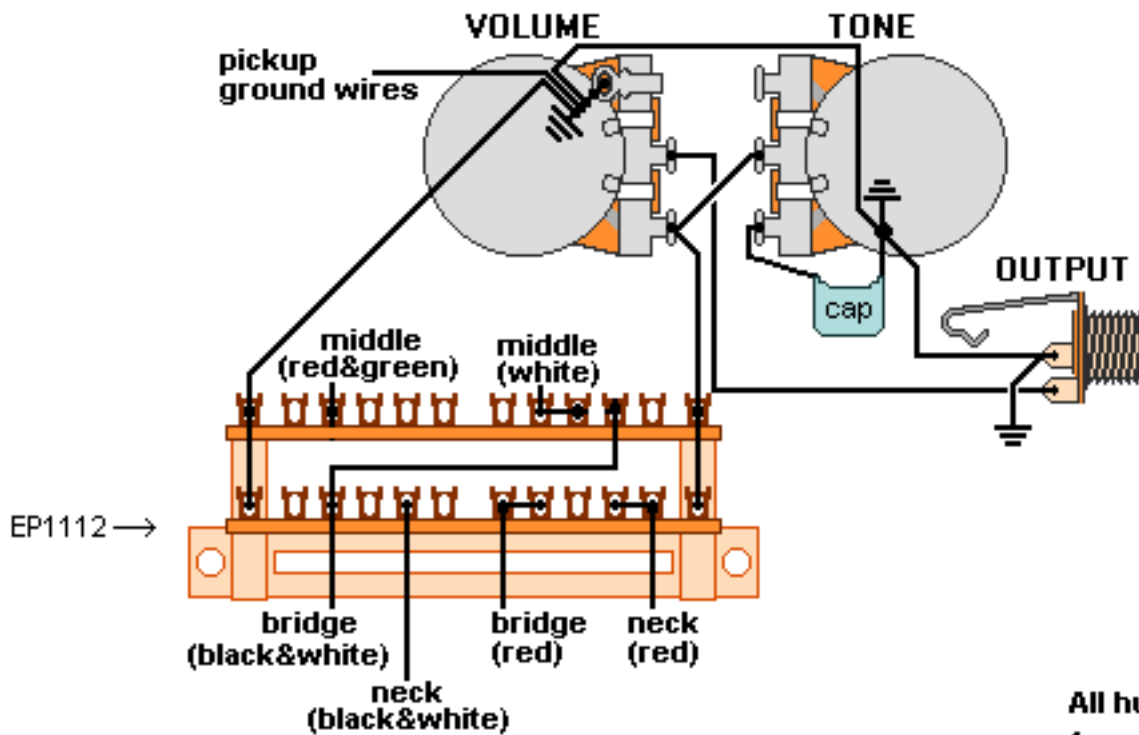 VOLUME
TONE
pickup
ground wires
OUTPUT
cap
middle
(red&green)
middle
(white)
EP1112
bridge
(black&white)
bridge
(red)
neck
(red)
neck
(black&white)
All hu